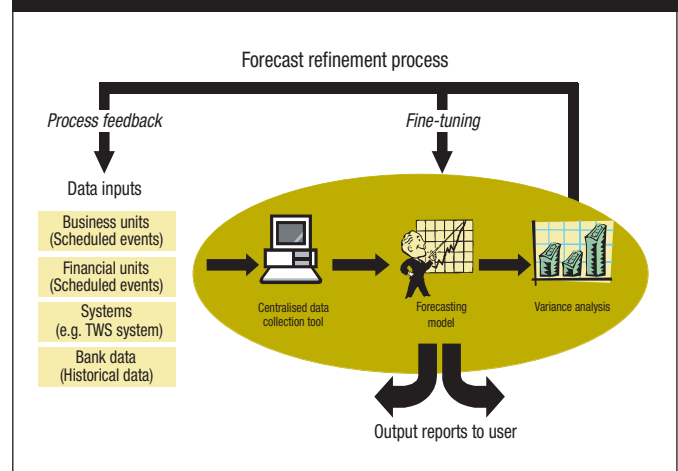 Forecast refinement process
Process feedback
Fine-tuning
Data inputs
Business units
(Scheduled events)
Financial units
(Scheduled events)
Systems
(e.g. TWS system)
Bank data
(Historical data)
Centralised data
collection tool
Forecasting
model
Variance analysis
Output reports to user